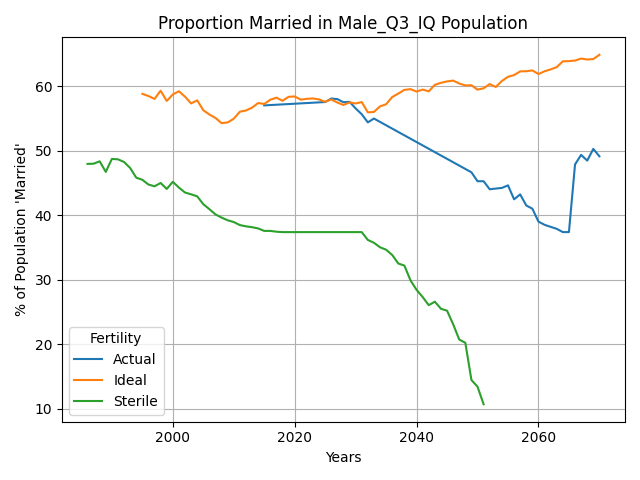 Proportion Married in Male_Q3_IQ Population
% of Population 'Married'
60
50
40
30
20
10
Fertility
Actual
Ideal
Sterile
2000
2020
2040
2060
Years